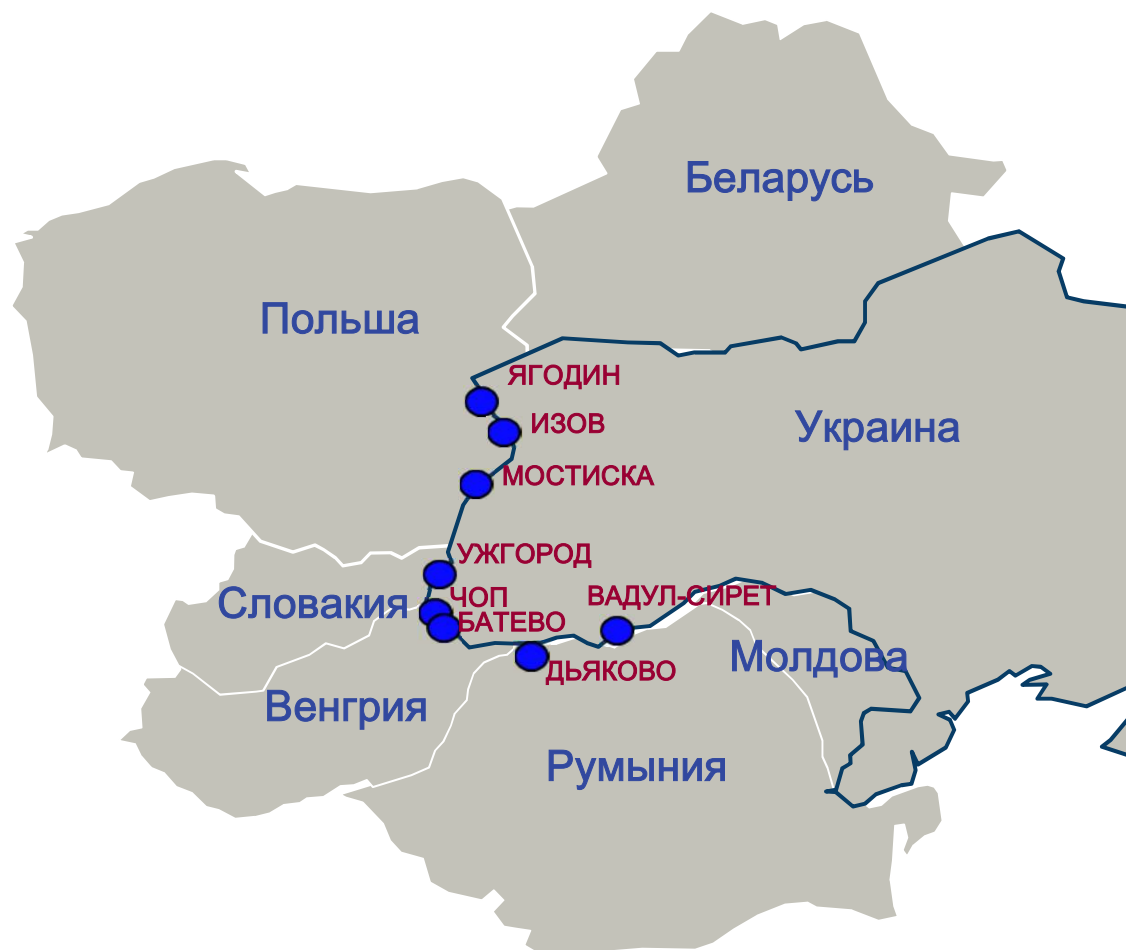 Беларусь
Польша
ЯГОДИН
ИЗОВ
Украина
МОСТИСКА
УЖГОРОД
Словакия
ЧОП
ВАДУЛ-СИРЕТ
БАТЕВО
Молдова
ДЬЯКОВО
Венгрия
Румыния